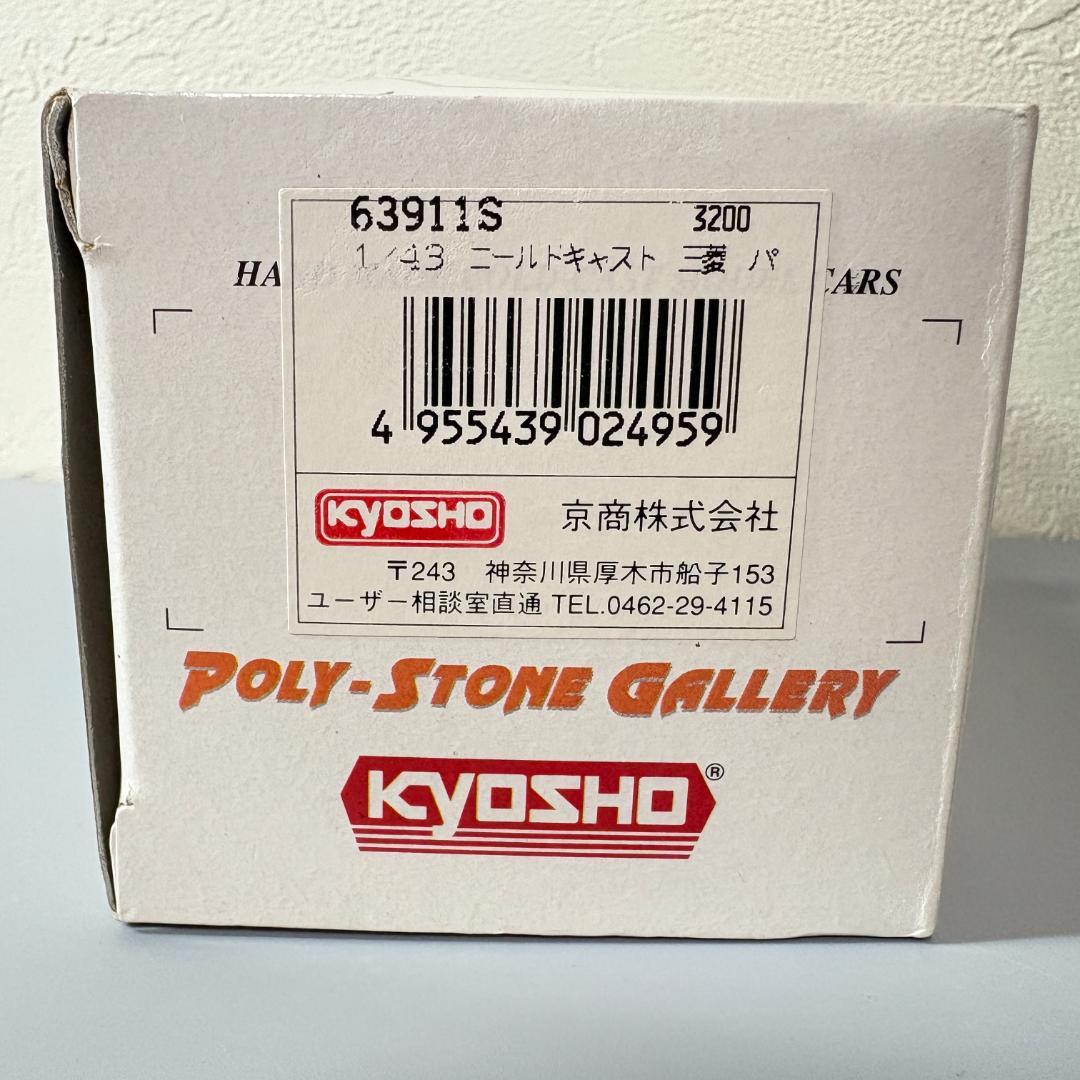 63911S 3200
1/43 ニールドキャスト 三菱 パ
HA CARS
4 955439 024959
KYOSHO 京商株式会社
〒243 神奈川県厚木市船子153
ユーザー相談室直通 TEL.0462-29-4115
POLY-STONE GALLERY
KYOSHO®